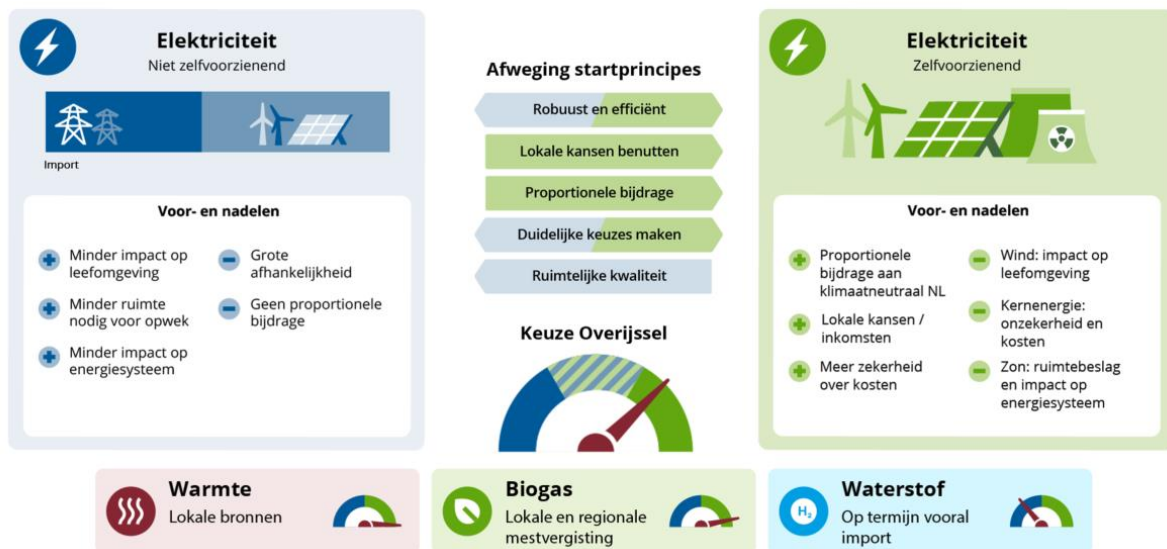 Elektriciteit
Niet zelfvoorzienend
Import
Voor- en nadelen
Minder impact op
leefomgeving
Minder ruimte
nodig voor opwek
Minder impact op
energiesysteem
Grote
afhankelijkheid
Geen proportionele
bijdrage
Afweging startprincipes
Robuust en efficiënt
Lokale kansen benutten
Proportionele bijdrage
Duidelijke keuzes maken
Ruimtelijke kwaliteit
Keuze Overijssel
Elektriciteit
Zelfvoorzienend
Voor- en nadelen
Proportionele
bijdrage aan
klimaatneutraal NL
Lokale kansen /
inkomsten
Meer zekerheid
over kosten
Wind: impact op
leefomgeving
Kernenergie:
onzekerheid en
kosten
Zon: ruimtebeslag
en impact op
energiesysteem
Warmte
Lokale bronnen
Biogas
Lokale en regionale
mestvergisting
H₂
Waterstof
Op termijn vooral
import